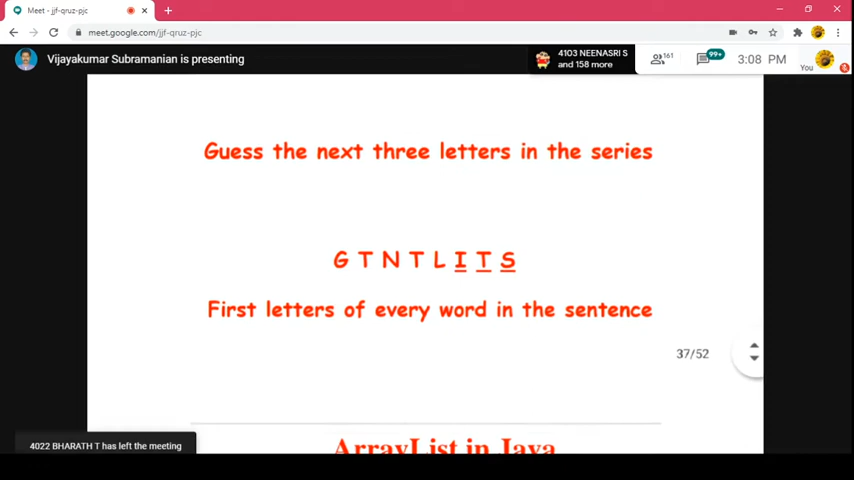 Meet - jjf-qruz-pjc
meet.google.com/jjf-qruz-pjc
Vijayakumar Subramanian is presenting
4103 NEENASRI S
and 158 more
161
99+
3:08 PM
You
Guess the next three letters in the series
G T N T L I T S
First letters of every word in the sentence
37/52
4022 BHARATH T has left the meeting
ArrayList in Java